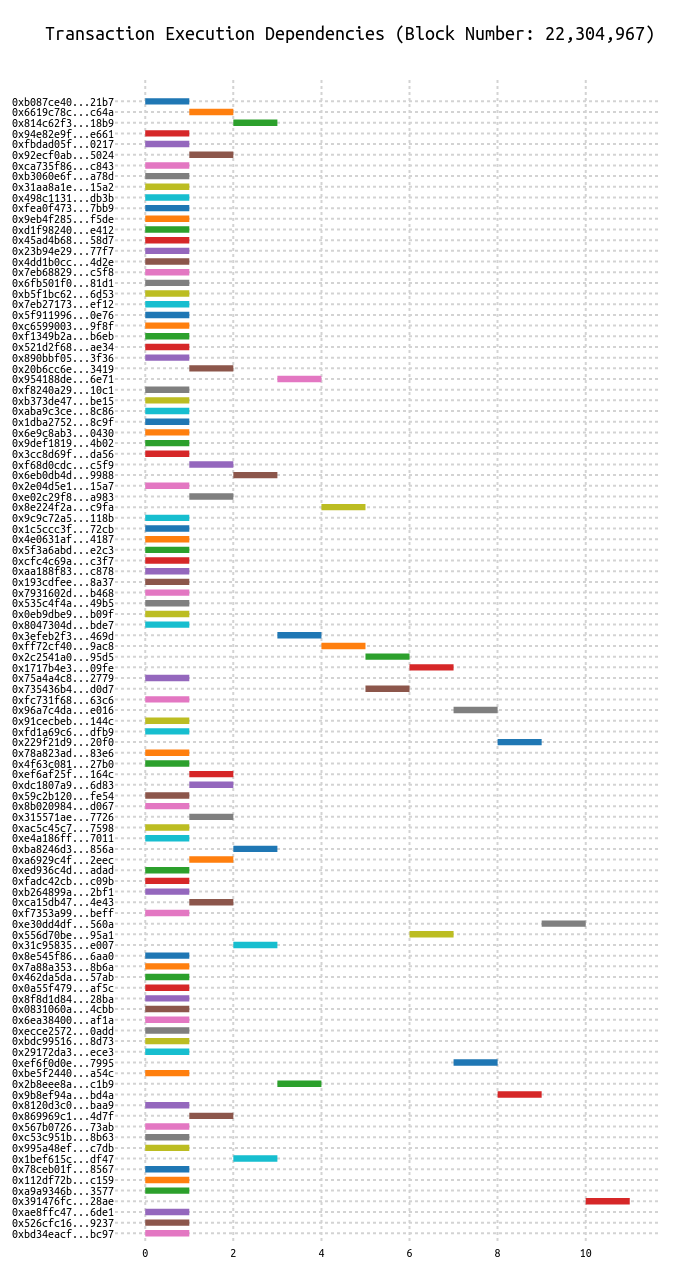 Transaction Execution Dependencies (Block Number: 22,304,967)
0xb087ce40...21b7
0x6619c78c...c64a
0x814c62f3...18b9
0x94e82e9f...e661
0xfbdad05f...0217
0x92ecf0ab...5024
0xca735f86...c843
0xb3060e6f...a78d
0x31aa8a1e...15a2
0x498c1131...db3b
0xfea0f473...7bb9
0x9eb4f285...f5de
0xd1f98240...e412
0x45ad4b68...58d7
0x23b94e29...77f7
0x4dd1b0cc...4d2e
0x7eb68829...c5f8
0x6fb501f0...81d1
0xb5f1bc62...6d53
0x7eb27173...ef12
0x5f911996...0e76
0xc6599003...9f8f
0xf1349b2a...b6eb
0x521d2f68...ae34
0x890bbf05...3f36
0x20b6cc6e...3419
0x954188de...6e71
0xf8240a29...10c1
0xb373de47...be15
0xaba9c3ce...8c86
0x1dba2752...8c9f
0x6e9c8ab3...0430
0x9def1819...4b02
0x3cc8d69f...da56
0xf68d0cdc...c5f9
0x6eb0db4d...9988
0x2e04d5e1...15a7
0xe02c29f8...a983
0x8e224f2a...c9fa
0x9c9c72a5...118b
0x1c5ccc3f...72cb
0x4e0631af...4187
0x5f3a6abd...e2c3
0xcfc4c69a...c3f7
0xaa188f83...c878
0x193cdfee...8a37
0x7931602d...b468
0x535c4f4a...49b5
0x0eb9dbe9...b09f
0x8047304d...bde7
0x3efeb2f3...469d
0xff72cf40...9ac8
0x2c2541a0...95d5
0x1717b4e3...09fe
0x75a4a4c8...2779
0x735436b4...d0d7
0xfc731f68...63c6
0x96a7c4da...e016
0x91cecbeb...144c
0xfd1a69c6...dfb9
0x229f21d9...20f0
0x78a823ad...83e6
0x4f63c081...27b0
0xef6af25f...164c
0xdc1807a9...6d83
0x59c2b120...fe54
0x8b020984...d067
0x315571ae...7726
0xac5c45c7...7598
0xe4a186ff...7011
0xba8246d3...856a
0xa6929c4f...2eec
0xed936c4d...adad
0xfadc42cb...c09b
0xb264899a...2bf1
0xca15db47...4e43
0xf7353a99...beff
0xe30dd4df...560a
0x556d70be...95a1
0x31c95835...e007
0x8e545f86...6aa0
0x7a88a353...8b6a
0x462da5da...57ab
0x0a55f479...af5c
0x8f8d1d84...28ba
0x0831060a...4cbb
0x6ea38400...af1a
0xecce2572...0add
0xbdc99516...8d73
0x29172da3...ece3
0xef6f0d0e...7995
0xbe5f2440...a54c
0x2b8eee8a...c1b9
0x9b8ef94a...bd4a
0x8120d3c0...baa9
0x869969c1...4d7f
0x567b0726...73ab
0xc53c951b...8b63
0x995a48ef...c7db
0x1bef615c...df47
0x78ceb01f...8567
0x112df72b...c159
0xa9a9346b...3577
0x391476fc...28ae
0xae8ffc47...6de1
0x526cfc16...9237
0xbd34eacf...bc97
0 2 4 6 8 10